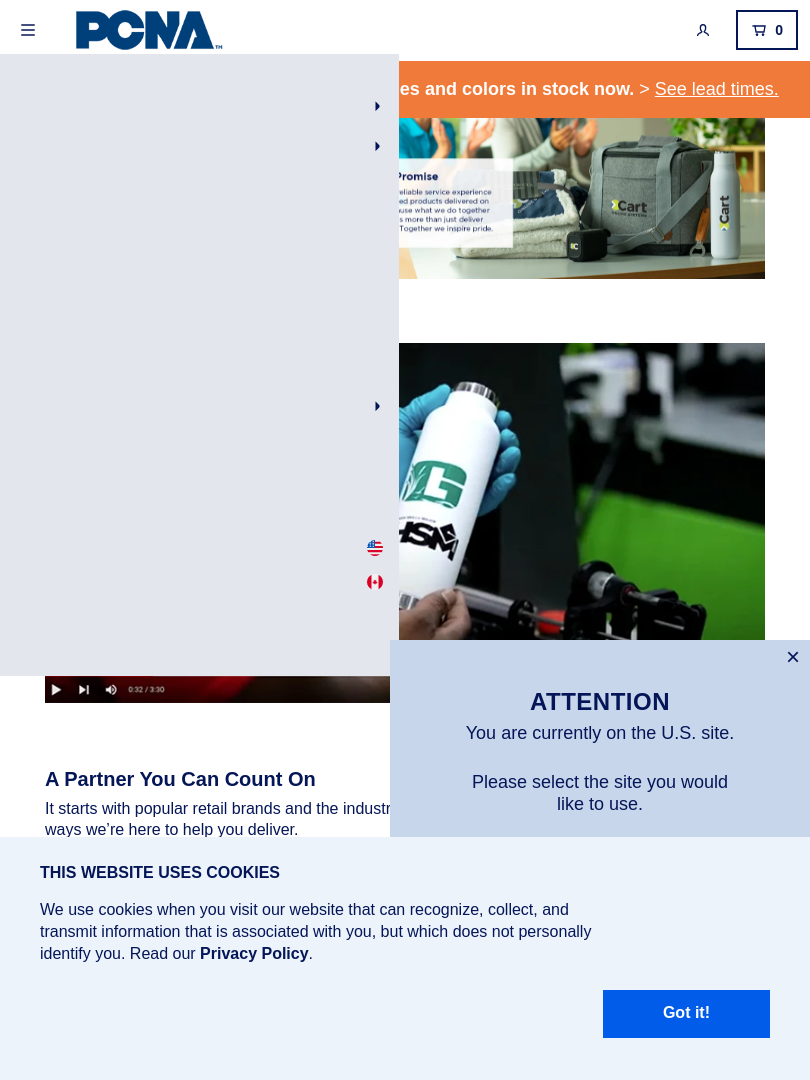 PCNA™
0
es and colors in stock now. > See lead times.
Promise
eliable service experience
ed products delivered on
use what we do together
s more than just deliver
Together we inspire pride.
XCart
XCart
HSM
0:32 / 3:30
ATTENTION
You are currently on the U.S. site.
Please select the site you would
like to use.
A Partner You Can Count On
It starts with popular retail brands and the industr
ways we're here to help you deliver.
THIS WEBSITE USES COOKIES
We use cookies when you visit our website that can recognize, collect, and
transmit information that is associated with you, but which does not personally
identify you. Read our Privacy Policy.
Got it!